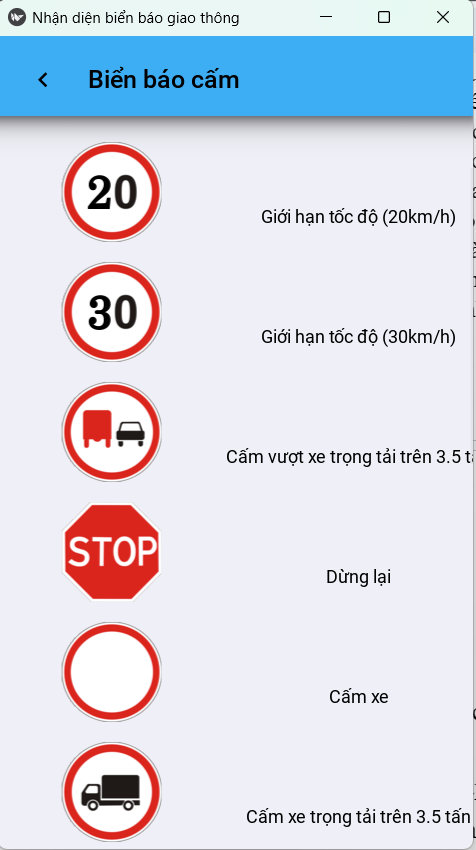 Nhận diện biển báo giao thông
Biển báo cấm
20
Giới hạn tốc độ (20km/h)
30
Giới hạn tốc độ (30km/h)
Cấm vượt xe trọng tải trên 3.5
STOP
Dừng lại
Cấm xe
Cấm xe trọng tải trên 3.5 tấn